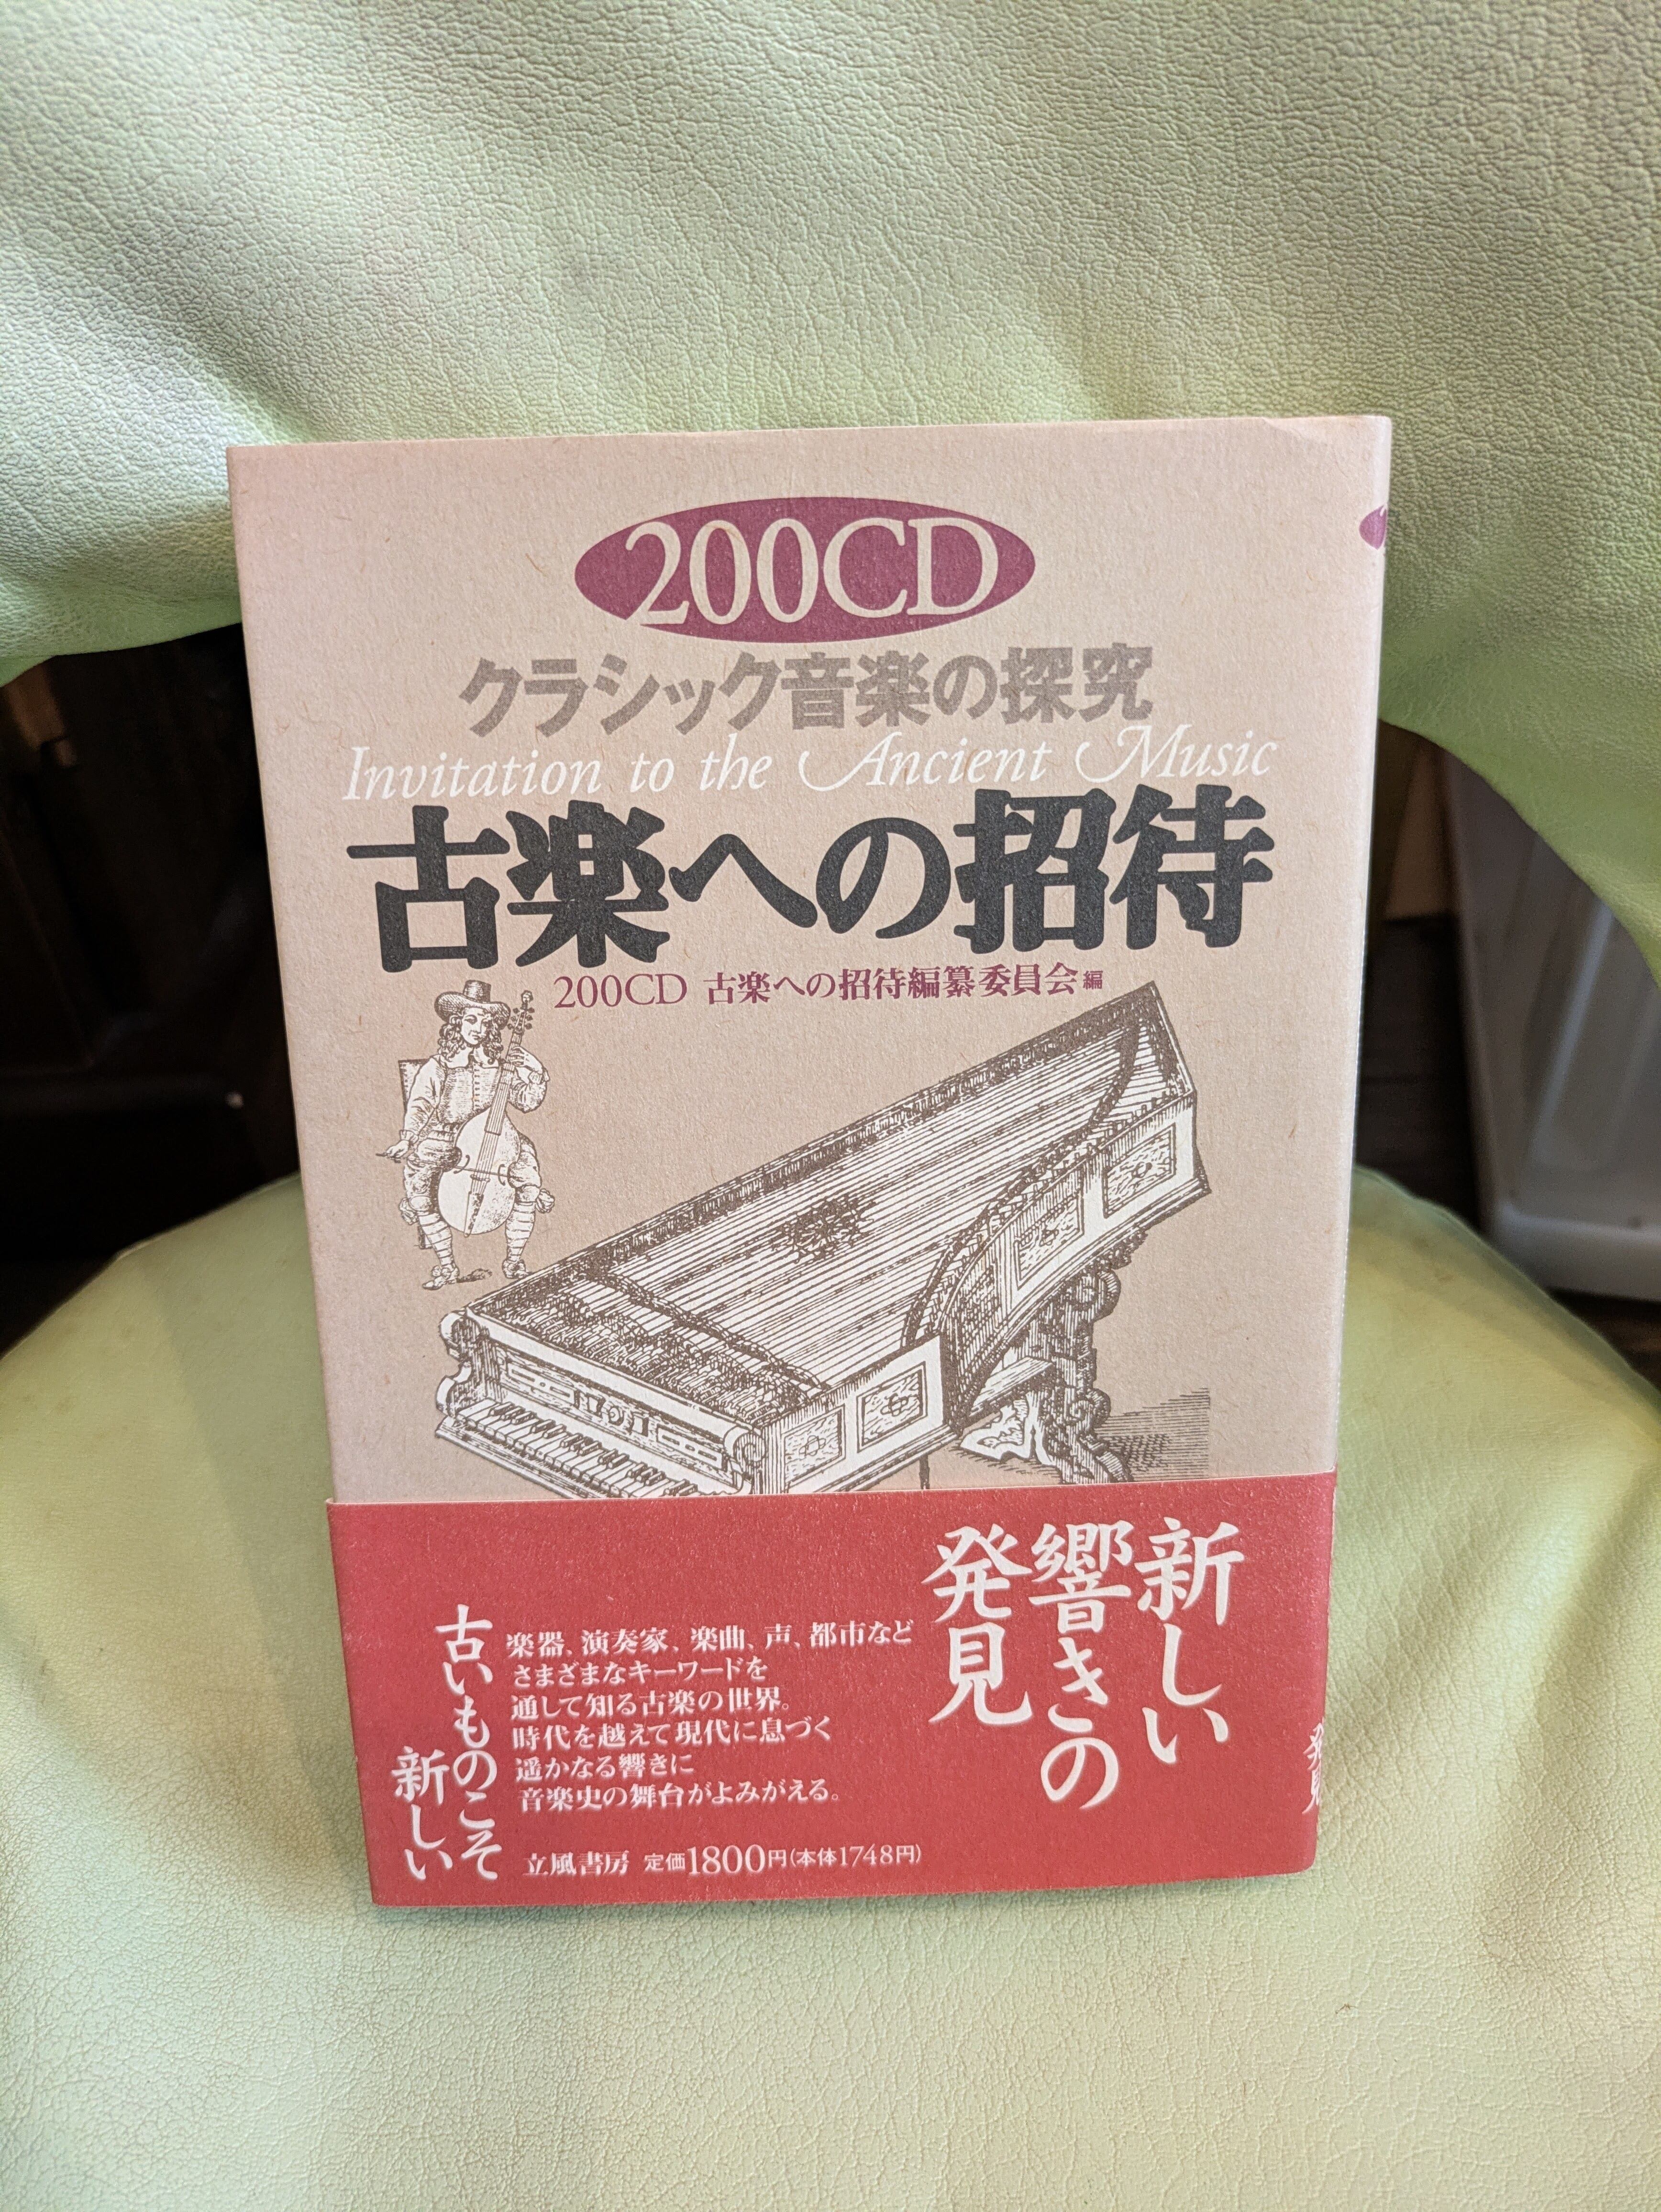 200CD
クラシック音楽の探究
Invitation to the Ancient Music
古楽への招待
200CD 古楽への招待編纂委員会 編
新しい
響きの
発見
楽器、演奏家、楽曲、声、都市など
さまざまなキーワードを
通して知る古楽の世界。
時代を越えて現代に息づく
遥かなる響きに
音楽史の舞台がよみがえる。
古いものこそ
新しい
立風書房 定価1800円(本体1748円)
発見